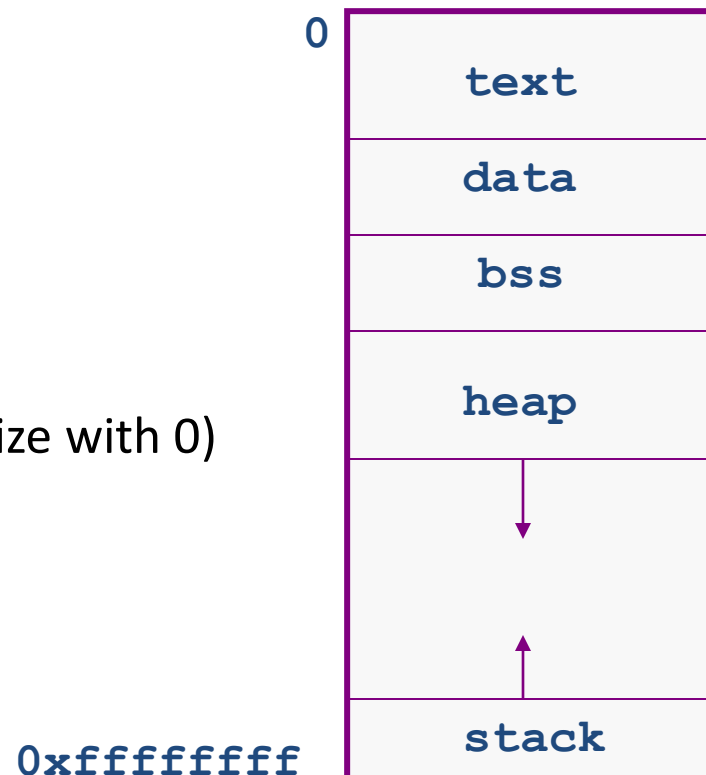 0
text
data
bss
heap
ize with 0)
stack
0xffffffff